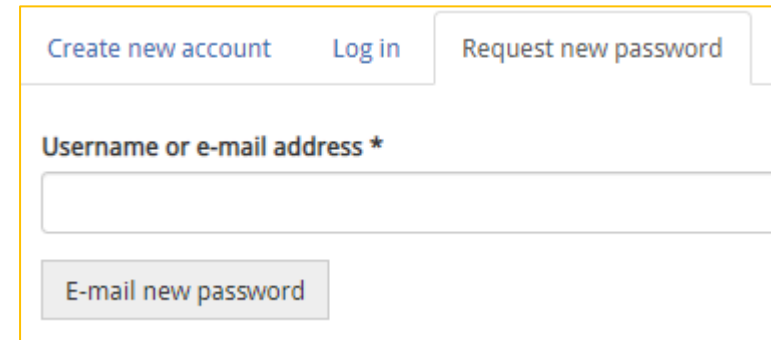 Create new account Log in Request new password
Username or e-mail address *
E-mail new password